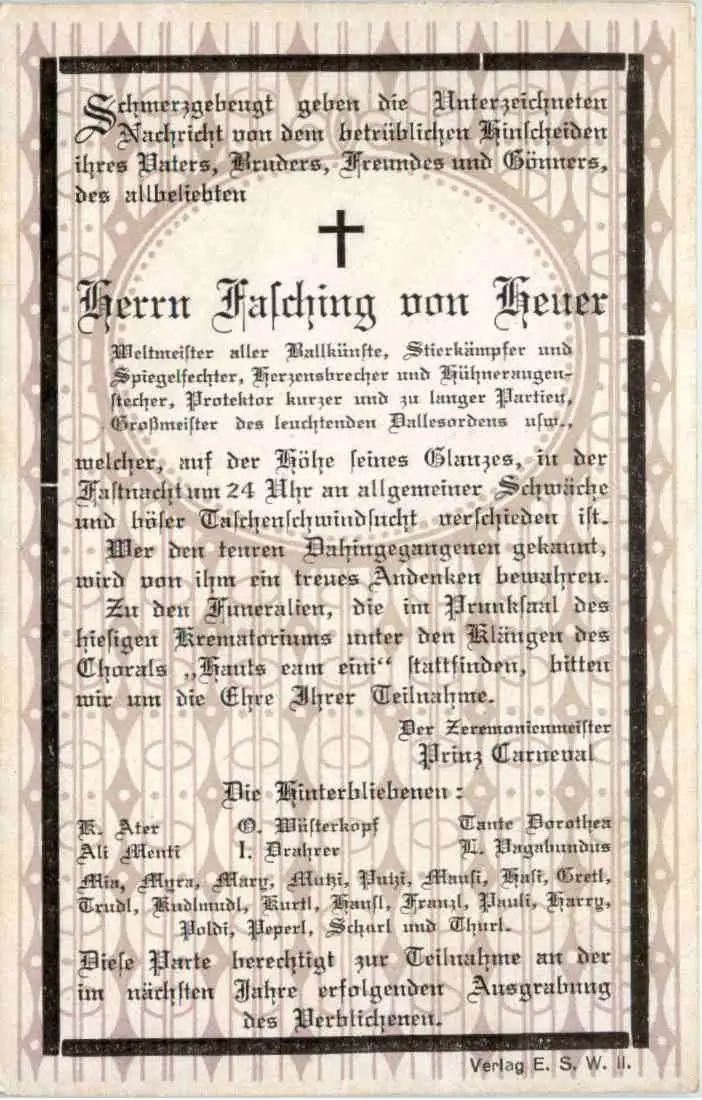 Schmerzgebeugt geben die Unterzeichneten
Nachricht von dem betrüblichen Hinscheiden
ihres Vaters, Bruders, Freundes und Gönners,
des allbeliebten
Herrn Fasching von Heuer
Weltmeister aller Ballkünste, Stierkämpfer und
Spiegelfechter, Herzensbrecher und Hühneraugen-
stecher, Protektor kurzer und zu langer Partien,
Großmeister des leuchtenden Dallesordens usw.,
welcher, auf der Höhe seines Glanzes, in der
Fastnacht um 24 Uhr an allgemeiner Schwäche
und böser Taschenschwindsucht verschieden ist.
Wer den teuren Dahingegangenen gekannt,
wird von ihm ein treues Andenken bewahren.
Zu den Funeralien, die im Prunksaal des
hiesigen Krematoriums unter den Klängen des
Chorals „Hauts eam eini“ stattfinden, bitten
wir um die Ehre Ihrer Teilnahme.
Der Zeremonienmeister
Prinz Carneval
Die Hinterbliebenen:
K. Ater O. Wüsterkopf Tante Dorothea
Ali Menti I. Drahrer L. Vagabundus
Mia, Myra, Mary, Mutzi, Putzi, Mausi, Hasi, Gretl,
Trudl, Kudlmudl, Kurtl, Hansl, Franzl, Pauli, Harry,
Poldi, Peperl, Schurl und Thurl.
Diese Parte berechtigt zur Teilnahme an der
im nächsten Jahre erfolgenden Ausgrabung
des Verblichenen.
Verlag E. S. W. II.